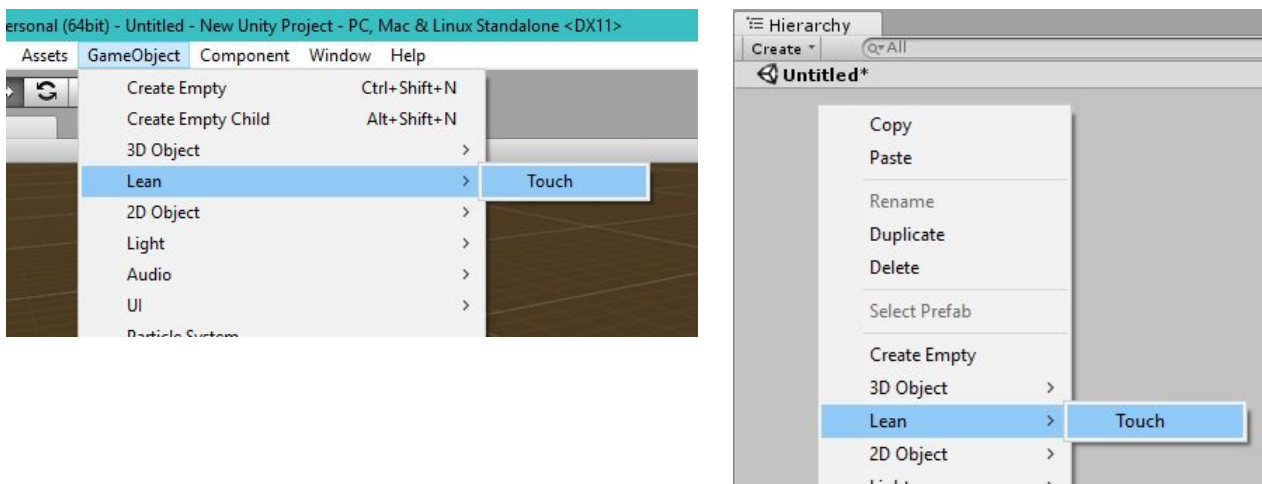 ersonal (64bit) - Untitled - New Unity Project - PC, Mac & Linux Standalone <DX11>
Assets GameObject Component Window Help
Create Empty Ctrl+Shift+N
Create Empty Child Alt+Shift+N
3D Object >
Lean > Touch
2D Object >
Light >
Audio >
UI >
Particle System
Hierarchy
Create All
Untitled*
Copy
Paste
Rename
Duplicate
Delete
Select Prefab
Create Empty
3D Object >
Lean > Touch
2D Object >